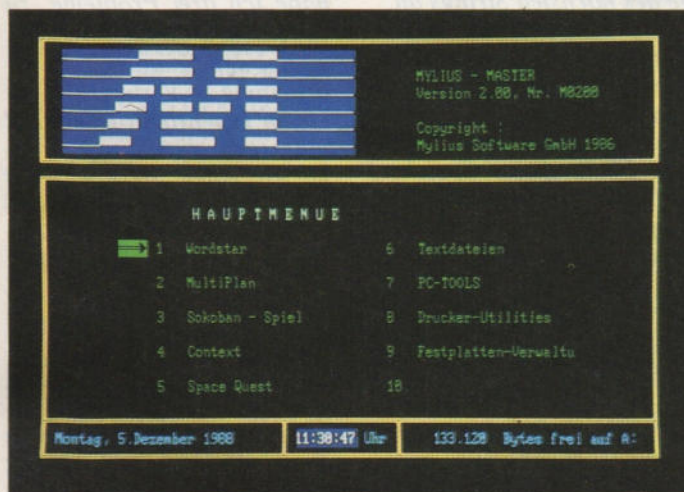 MYLIUS - MASTER
Version 2.00, Nr. M0200
Copyright :
Mylius Software GmbH 1986
HAUPTMENUE
1 Wordstar
2 MultiPlan
3 Sokoban - Spiel
4 Context
5 Space Quest
6 Textdateien
7 PC-TOOLS
8 Drucker-Utilities
9 Festplatten-Verwaltu
10
Montag, 5.Dezember 1988
11:38:47 Uhr
133.120 Bytes frei auf A: